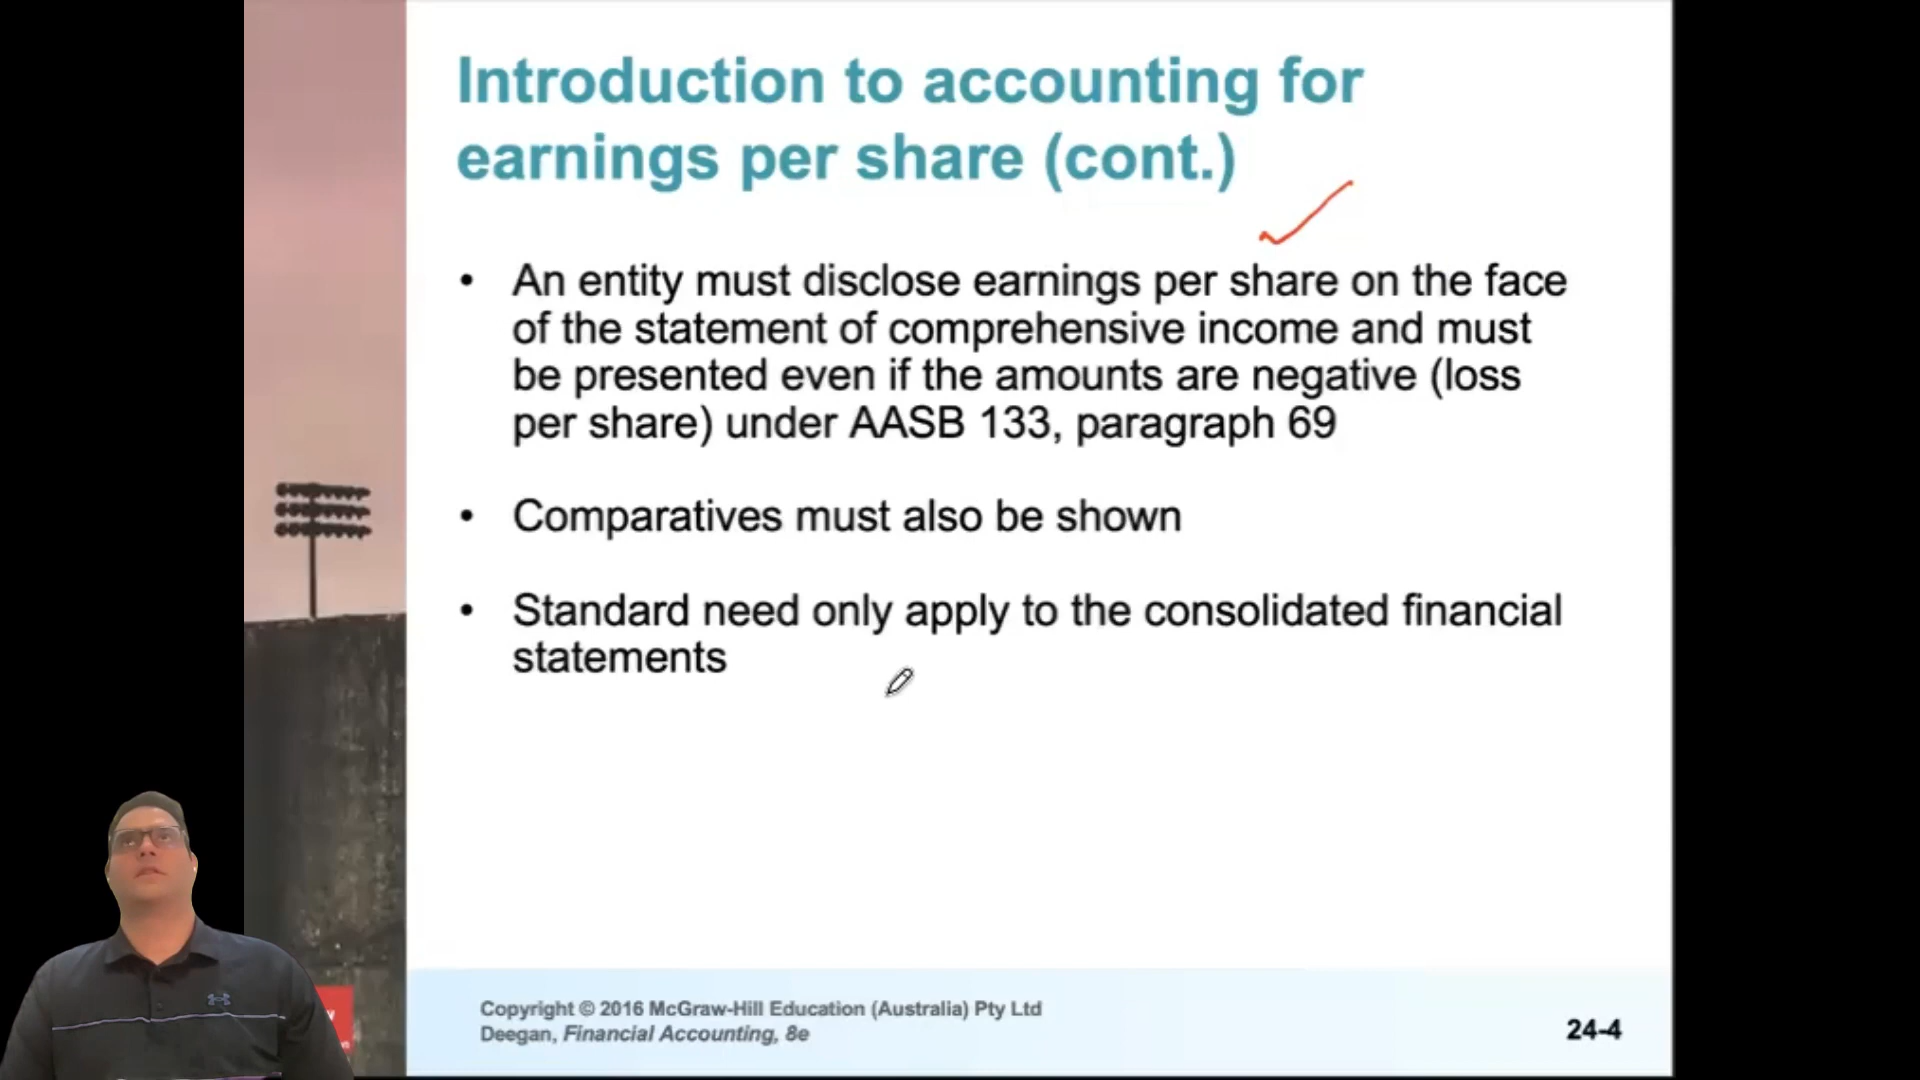 Introduction to accounting for
earnings per share (cont.)
• An entity must disclose earnings per share on the face
of the statement of comprehensive income and must
be presented even if the amounts are negative (loss
per share) under AASB 133, paragraph 69
• Comparatives must also be shown
• Standard need only apply to the consolidated financial
statements
Copyright © 2016 McGraw-Hill Education (Australia) Pty Ltd
Deegan, Financial Accounting, 8e
24-4